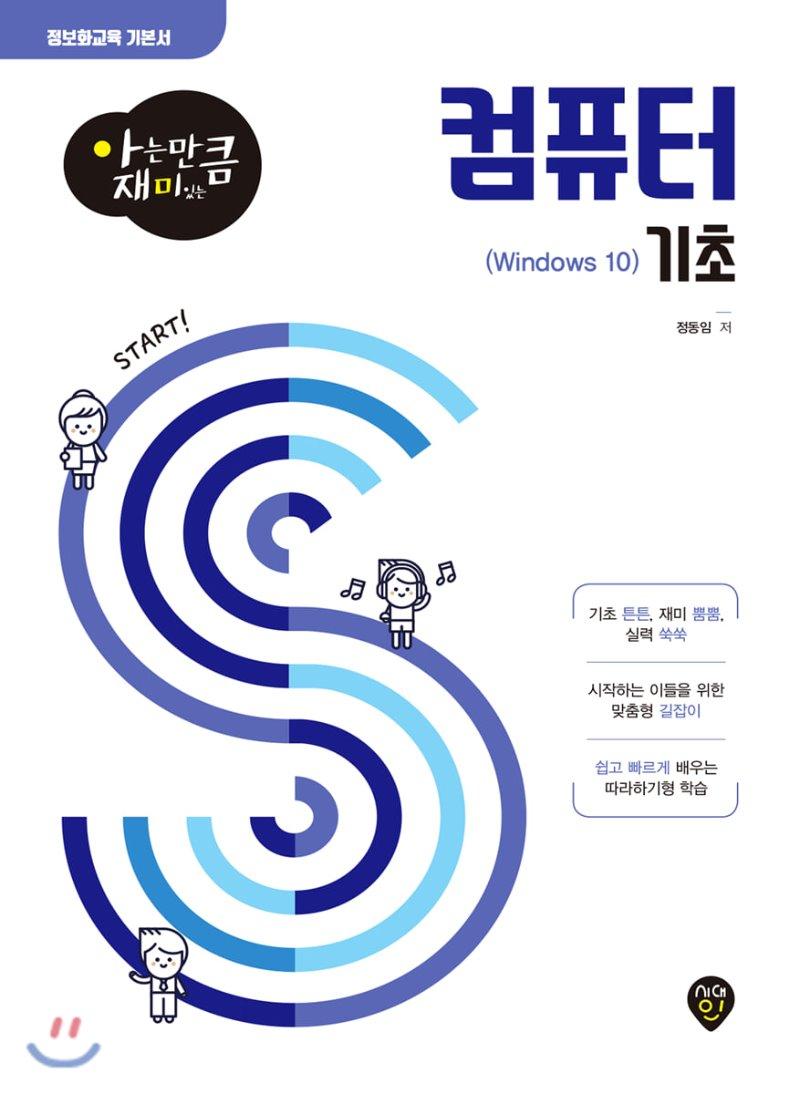 정보화교육 기본서
아는만큼
재미있는
컴퓨터
(Windows 10) 기초
정동임 저
START!
기초 튼튼, 재미 뿜뿜,
실력 쑥쑥
시작하는 이들을 위한
맞춤형 길잡이
쉽고 빠르게 배우는
따라하기형 학습
시대
인